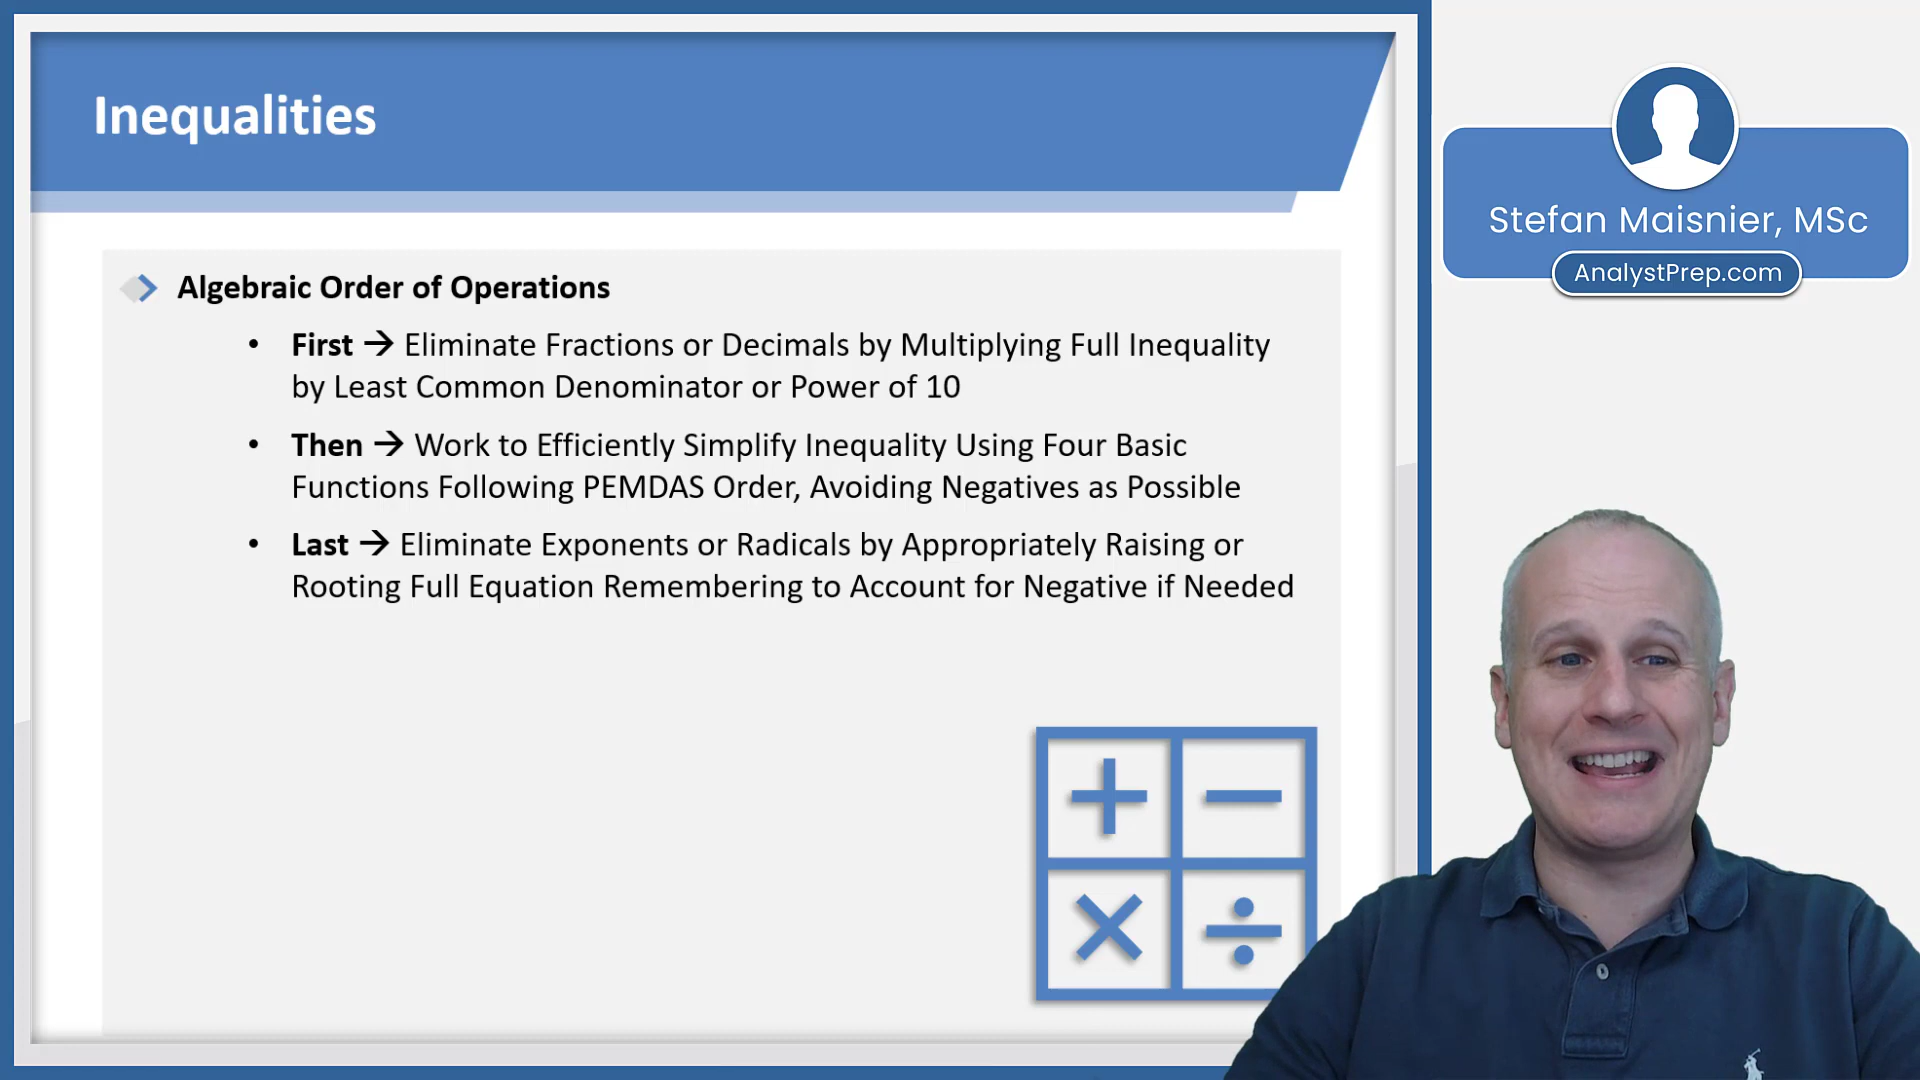 Inequalities
Algebraic Order of Operations
• First → Eliminate Fractions or Decimals by Multiplying Full Inequality
by Least Common Denominator or Power of 10
• Then → Work to Efficiently Simplify Inequality Using Four Basic
Functions Following PEMDAS Order, Avoiding Negatives as Possible
• Last → Eliminate Exponents or Radicals by Appropriately Raising or
Rooting Full Equation Remembering to Account for Negative if Needed
+ −
× ÷
Stefan Maisnier, MSc
AnalystPrep.com